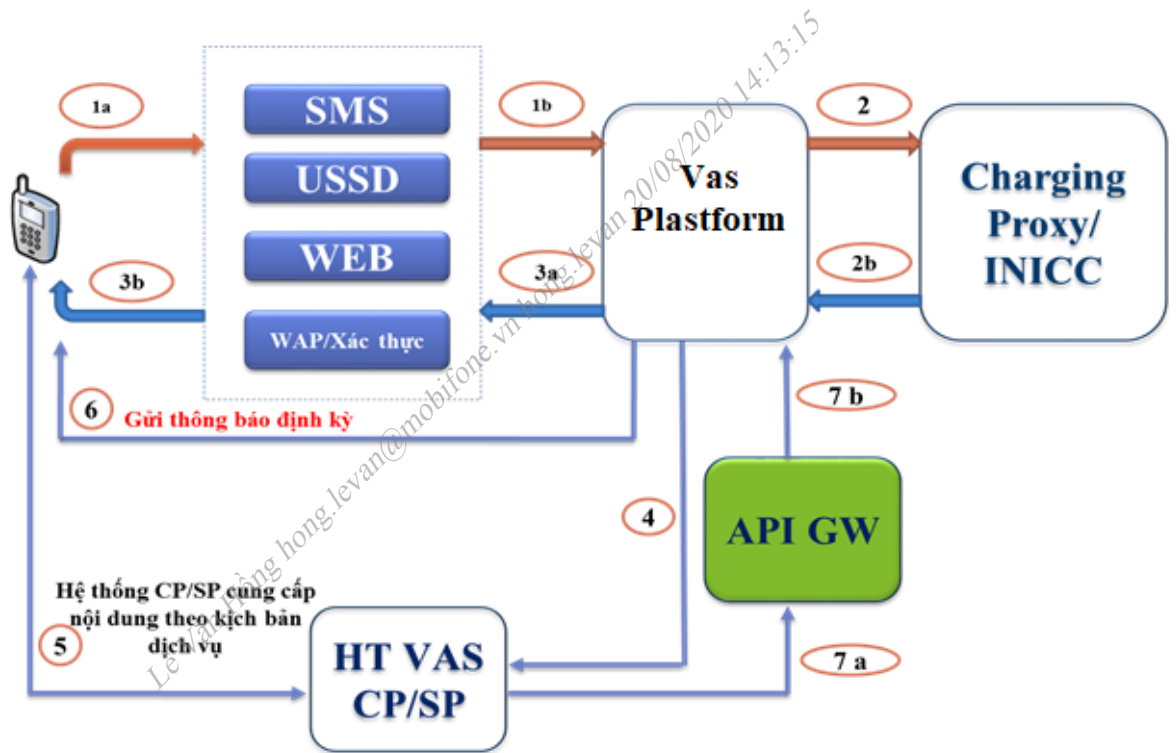 1a
SMS
USSD
WEB
WAP/Xác thực
1b
Vas
Plastform
2
Charging
Proxy/
INICC
3b
3a
2b
6
Gửi thông báo định kỳ
7 b
4
API GW
Hệ thống CP/SP cung cấp
nội dung theo kịch bản
dịch vụ
5
HT VAS
CP/SP
7 a
Le Van Hong hong.levan@mobifone.vn hong.levan 20/08/2020 14:13:15